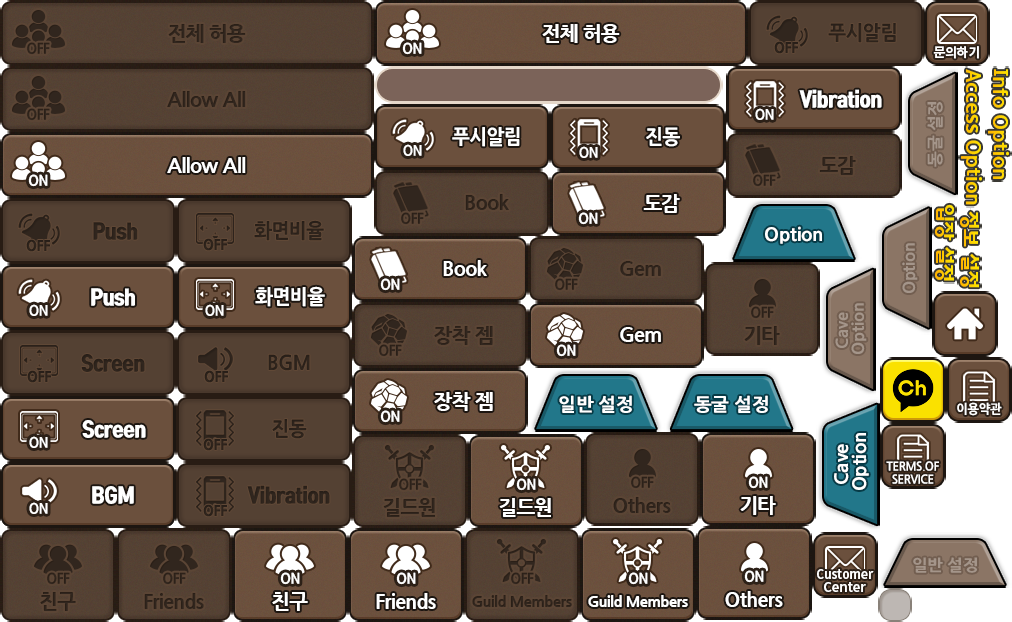 OFF
전체 허용
ON
전체 허용
OFF
푸시알림
문의하기
OFF
Allow All
ON
Vibration
동굴 설정
Info Option
Access Option 정보 설정
입장 설정
ON
푸시알림
ON
진동
OFF
도감
ON
Allow All
OFF
Book
ON
도감
OFF
Push
OFF
화면비율
Option
Option
ON
Book
OFF
Gem
OFF
기타
Cave
Option
ON
Push
ON
화면비율
OFF
장착 젬
ON
Gem
OFF
Screen
OFF
BGM
Ch
이용약관
ON
장착 젬
일반 설정
동굴 설정
ON
Screen
OFF
진동
Cave
Option
TERMS OF
SERVICE
OFF
길드원
ON
길드원
OFF
Others
ON
기타
ON
BGM
OFF
Vibration
OFF
친구
OFF
Friends
ON
친구
ON
Friends
OFF
Guild Members
ON
Guild Members
ON
Others
Customer
Center
일반 설정